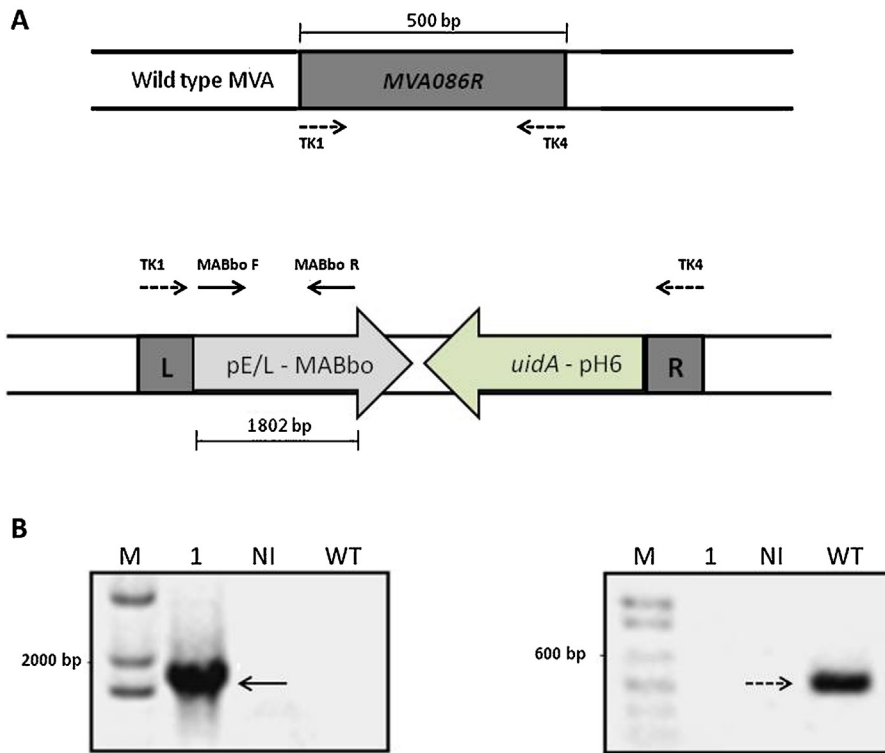 A
500 bp
Wild type MVA
MVA086R
TK1
TK4
TK1
MABbo F
MABbo R
TK4
L
pE/L - MABbo
uidA - pH6
R
1802 bp
B
M 1 NI WT
M 1 NI WT
2000 bp
600 bp